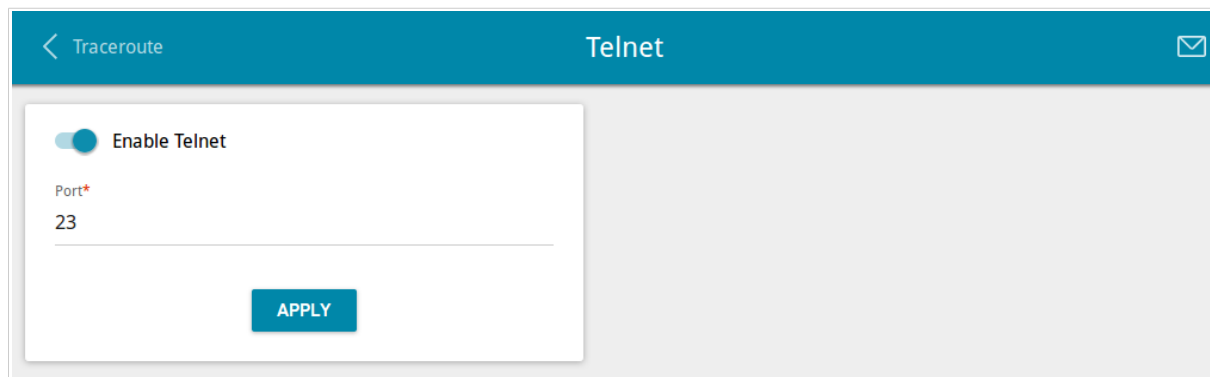 Traceroute
Telnet
Enable Telnet
Port*
23
APPLY